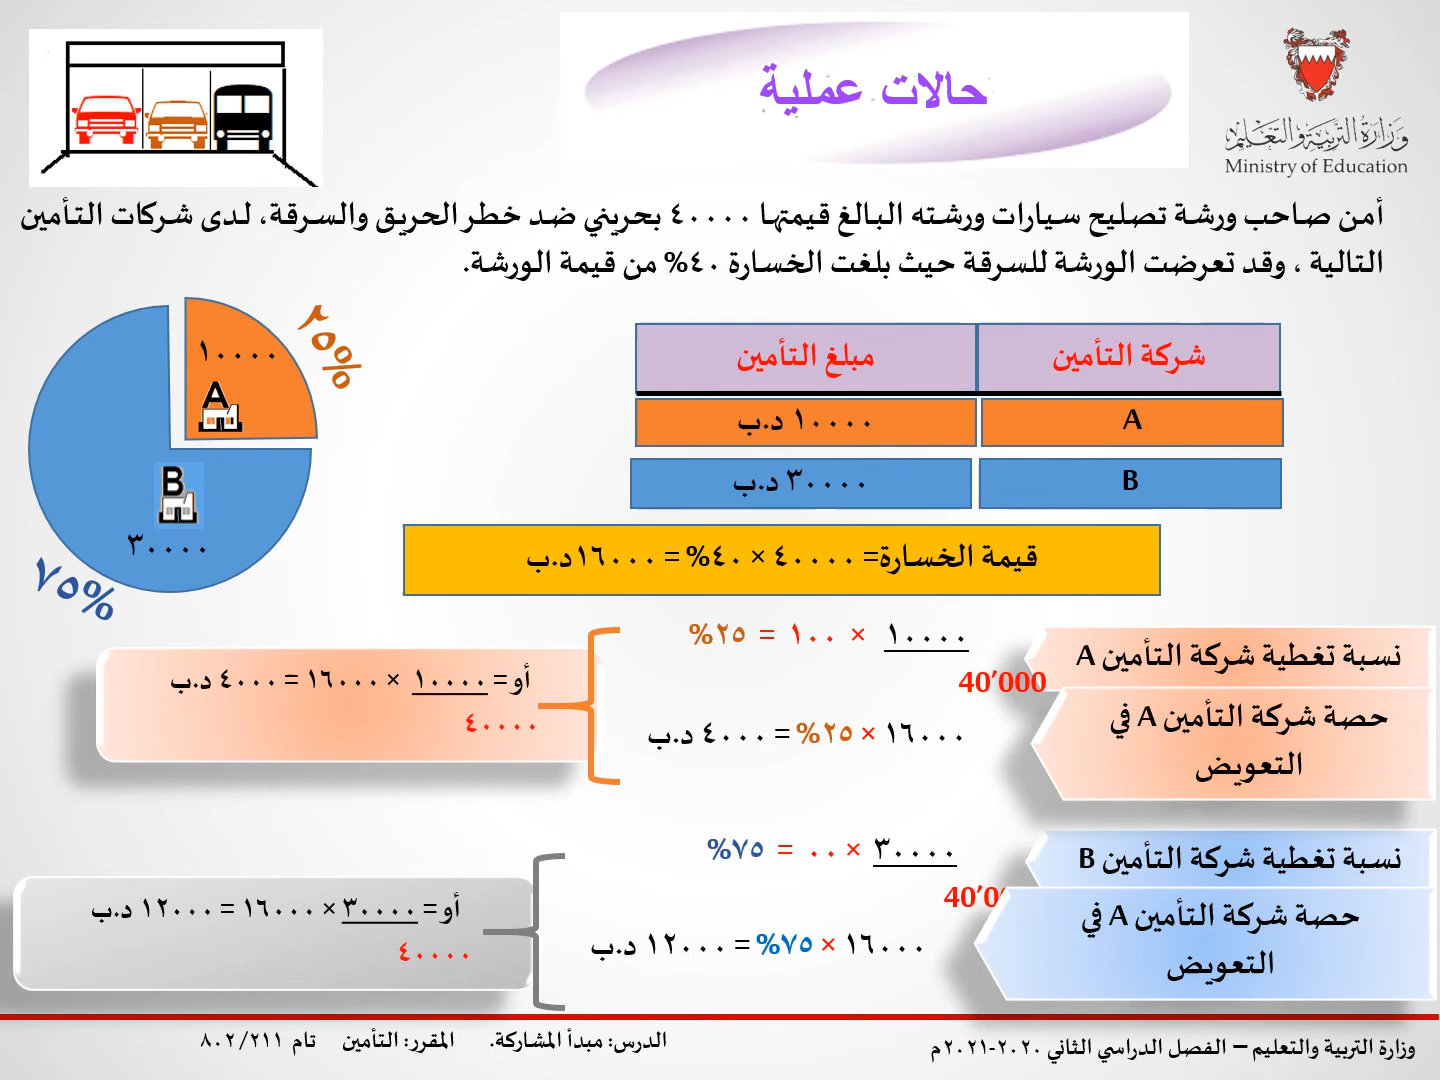 حالات عملية
وزارة التربية والتعليم
Ministry of Education
أمن صاحب ورشة تصليح سيارات ورشته البالغ قيمتها ٤٠٠٠٠ بحريني ضد خطر الحريق والسرقة، لدى شركات التأمين
التالية ، وقد تعرضت الورشة للسرقة حيث بلغت الخسارة ٤٠% من قيمة الورشة.
شركة التأمين مبلغ التأمين
A ١٠٠٠٠ د.ب
B ٣٠٠٠٠ د.ب
٢٥%
١٠٠٠٠
A
B
٣٠٠٠٠
٧٥%
قيمة الخسارة= ٤٠٠٠٠ × ٤٠% = ١٦٠٠٠د.ب
نسبة تغطية شركة التأمين A
١٠٠٠٠ × ١٠٠ = ٢٥%
40’000
حصة شركة التأمين A في
التعويض
١٦٠٠٠ × ٢٥% = ٤٠٠٠ د.ب
أو = ١٠٠٠٠ × ١٦٠٠٠ = ٤٠٠٠ د.ب
٤٠٠٠٠
نسبة تغطية شركة التأمين B
٣٠٠٠٠ × ٠٠ = ٧٥%
40’00
حصة شركة التأمين A في
التعويض
١٦٠٠٠ × ٧٥% = ١٢٠٠٠ د.ب
أو = ٣٠٠٠٠ × ١٦٠٠٠ = ١٢٠٠٠ د.ب
٤٠٠٠٠
وزارة التربية والتعليم – الفصل الدراسي الثاني ٢٠٢٠-٢٠٢١م
الدرس: مبدأ المشاركة. المقرر: التأمين تام ٨٠٢/٢١١